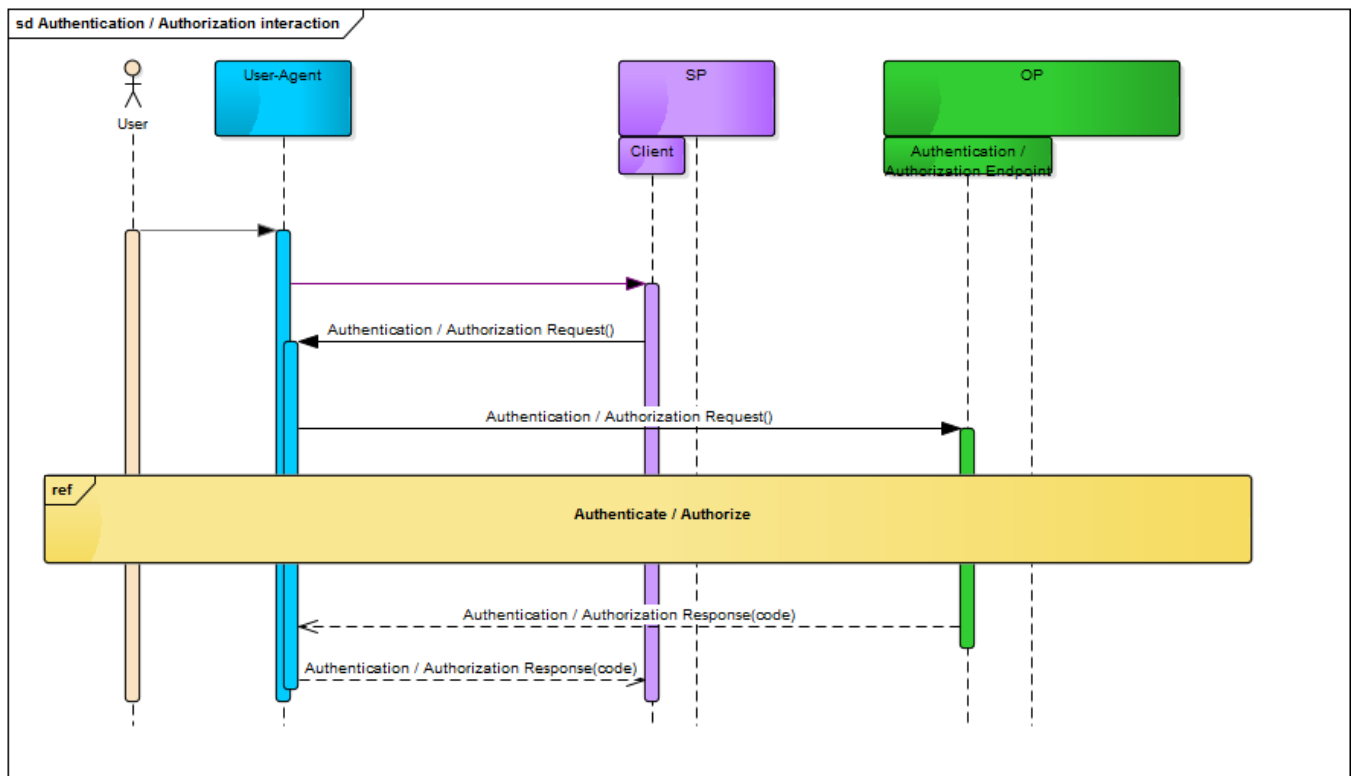 sd Authentication / Authorization interaction
User
User-Agent
SP
OP
Client
Authentication /
Authorization Endpoint
Authentication / Authorization Request()
Authentication / Authorization Request()
ref
Authenticate / Authorize
Authentication / Authorization Response(code)
Authentication / Authorization Response(code)